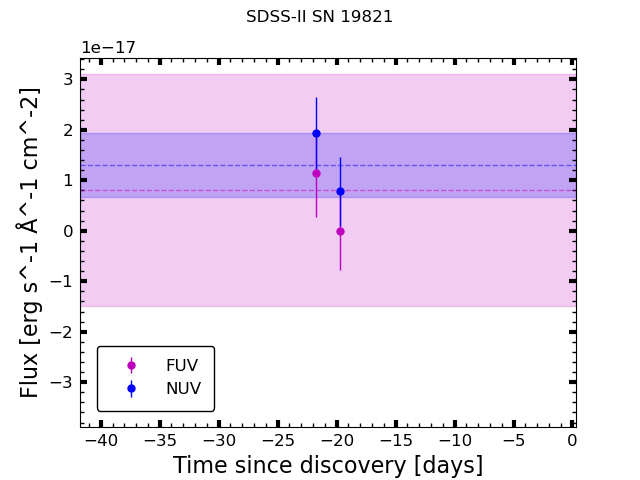 SDSS-II SN 19821
1e−17
3
2
1
0
−1
−2
−3
Flux [erg s^-1 Å^-1 cm^-2]
FUV
NUV
−40 −35 −30 −25 −20 −15 −10 −5 0
Time since discovery [days]